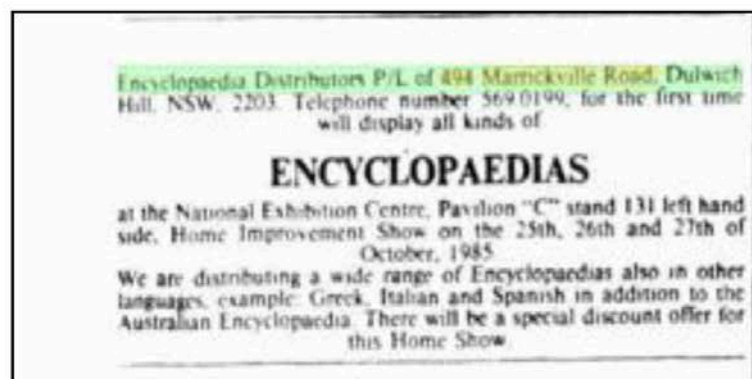 Encyclopaedia Distributors P/L of 494 Marrickville Road, Dulwich
Hill, NSW, 2203. Telephone number 569.0199, for the first time
will display all kinds of
ENCYCLOPAEDIAS
at the National Exhibition Centre, Pavilion "C" stand 131 left hand
side, Home Improvement Show on the 25th, 26th and 27th of
October, 1985
We are distributing a wide range of Encyclopaedias also in other
languages, example: Greek, Italian and Spanish in addition to the
Australian Encyclopaedia. There will be a special discount offer for
this Home Show